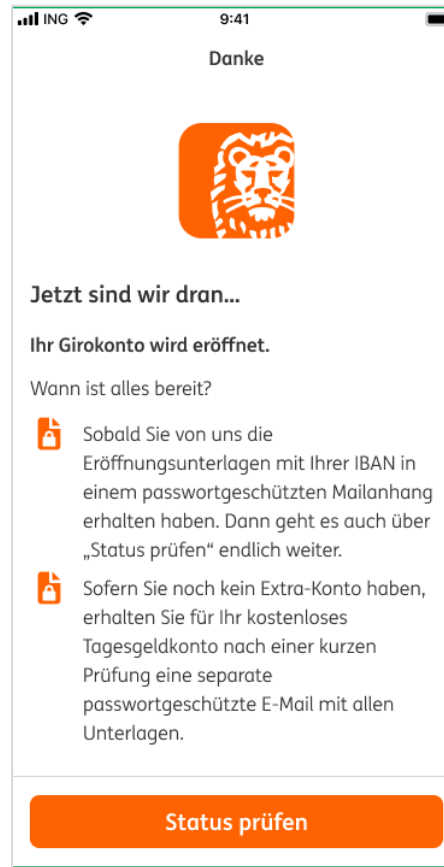 ING 9:41
Danke
Jetzt sind wir dran...
Ihr Girokonto wird eröffnet.
Wann ist alles bereit?
Sobald Sie von uns die
Eröffnungsunterlagen mit Ihrer IBAN in
einem passwortgeschützten Mailanhang
erhalten haben. Dann geht es auch über
„Status prüfen“ endlich weiter.
Sofern Sie noch kein Extra-Konto haben,
erhalten Sie für Ihr kostenloses
Tagesgeldkonto nach einer kurzen
Prüfung eine separate
passwortgeschützte E-Mail mit allen
Unterlagen.
Status prüfen